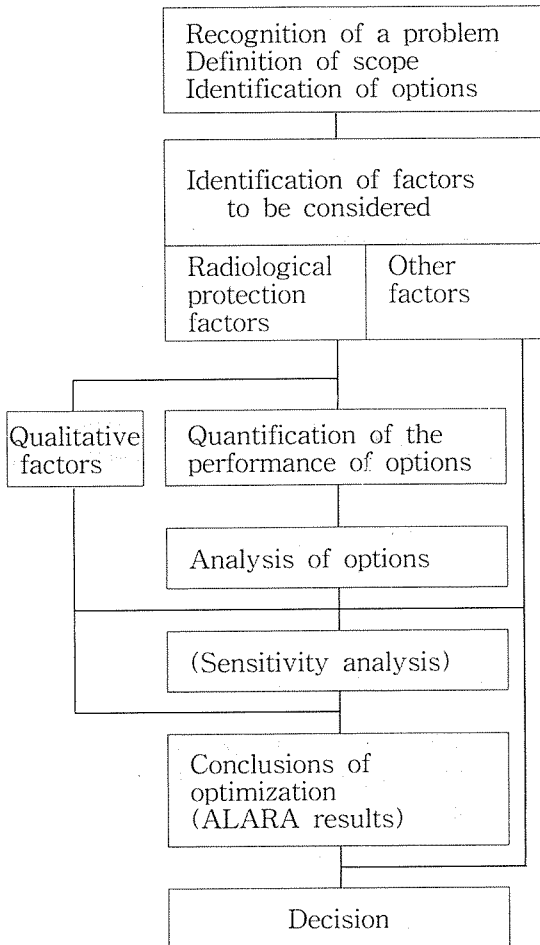 Recognition of a problem
Definition of scope
Identification of options
Identification of factors
to be considered
Radiological
protection
factors
Other
factors
Qualitative
factors
Quantification of the
performance of options
Analysis of options
(Sensitivity analysis)
Conclusions of
optimization
(ALARA results)
Decision